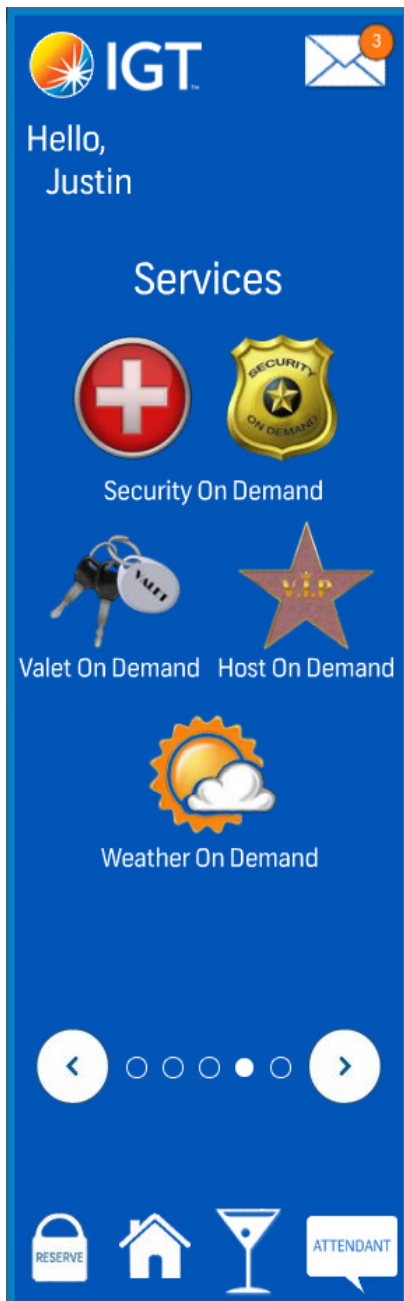 IGT™
3
Hello,
Justin
Services
SECURITY
ON DEMAND
Security On Demand
VALET
V.I.P
Valet On Demand
Host On Demand
Weather On Demand
RESERVE
ATTENDANT